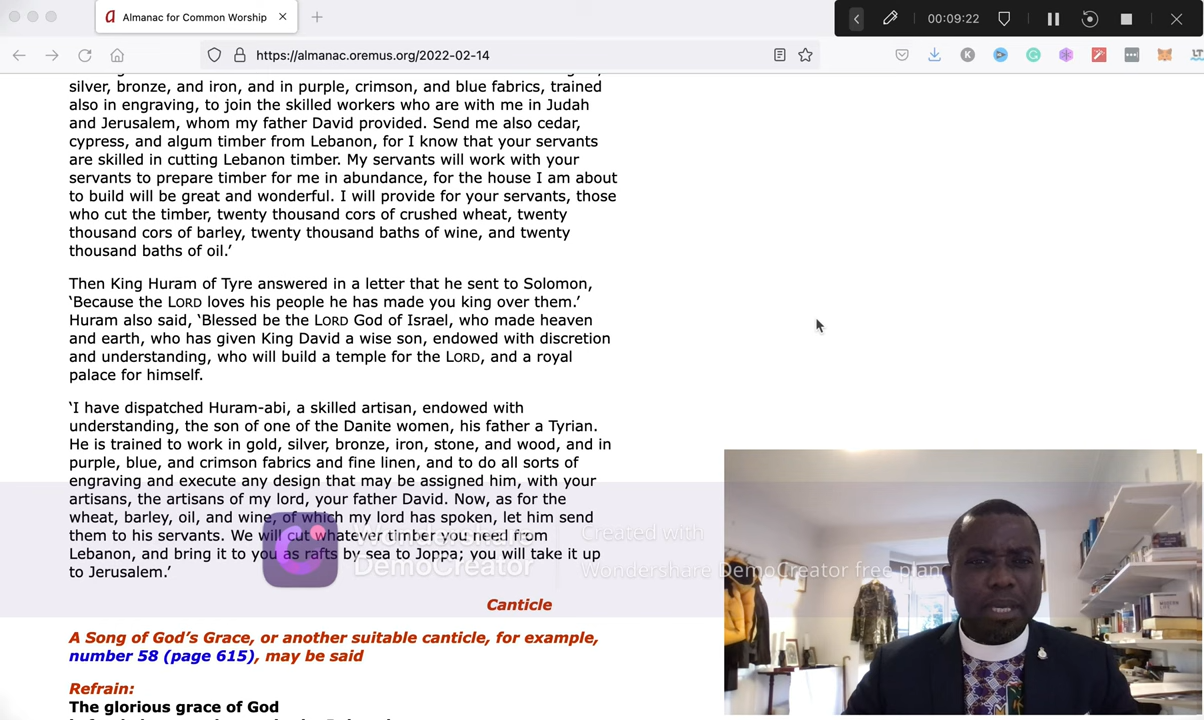 Almanac for Common Worship
00:09:22
https://almanac.oremus.org/2022-02-14
silver, bronze, and iron, and in purple, crimson, and blue fabrics, trained
also in engraving, to join the skilled workers who are with me in Judah
and Jerusalem, whom my father David provided. Send me also cedar,
cypress, and algum timber from Lebanon, for I know that your servants
are skilled in cutting Lebanon timber. My servants will work with your
servants to prepare timber for me in abundance, for the house I am about
to build will be great and wonderful. I will provide for your servants, those
who cut the timber, twenty thousand cors of crushed wheat, twenty
thousand cors of barley, twenty thousand baths of wine, and twenty
thousand baths of oil.’
Then King Huram of Tyre answered in a letter that he sent to Solomon,
‘Because the LORD loves his people he has made you king over them.’
Huram also said, ‘Blessed be the LORD God of Israel, who made heaven
and earth, who has given King David a wise son, endowed with discretion
and understanding, who will build a temple for the LORD, and a royal
palace for himself.
‘I have dispatched Huram-abi, a skilled artisan, endowed with
understanding, the son of one of the Danite women, his father a Tyrian.
He is trained to work in gold, silver, bronze, iron, stone, and wood, and in
purple, blue, and crimson fabrics and fine linen, and to do all sorts of
engraving and execute any design that may be assigned him, with your
artisans, the artisans of my lord, your father David. Now, as for the
wheat, barley, oil, and wine, of which my lord has spoken, let him send
them to his servants. We will cut whatever timber you need from
Lebanon, and bring it to you as rafts by sea to Joppa; you will take it up
to Jerusalem.’
Wondershare
DemoCreator
Created with
Wondershare DemoCreator free plan
Canticle
A Song of God’s Grace, or another suitable canticle, for example,
number 58 (page 615), may be said
Refrain:
The glorious grace of God